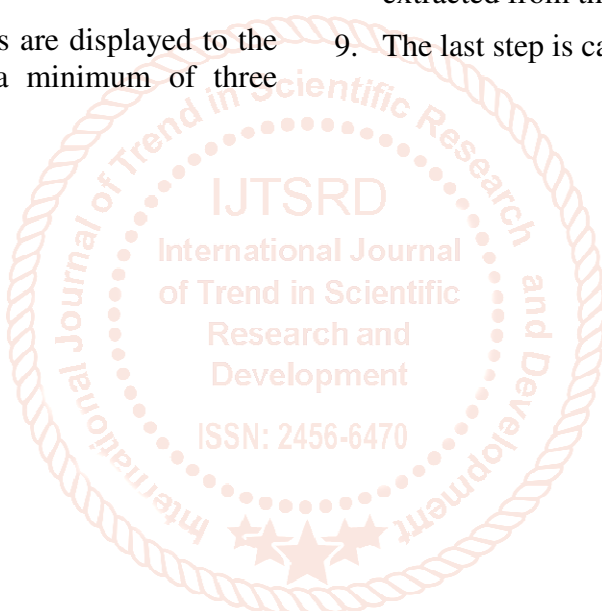 extracted from th
s are displayed to the
a minimum of three
9. The last step is ca
International Journal of Trend in Scientific Research and Development
IJTSRD
International Journal
of Trend in Scientific
Research and
Development
ISSN: 2456-6470